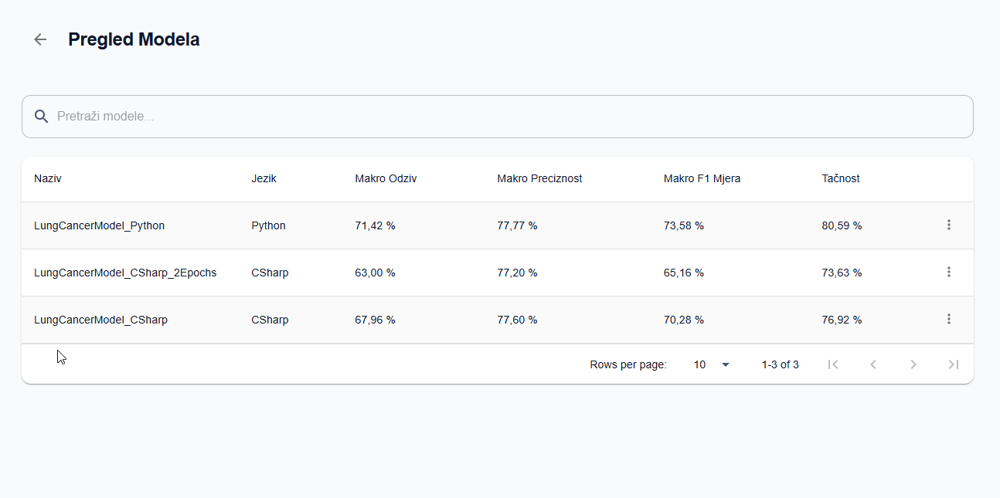 Pregled Modela
Pretraži modele...
Naziv Jezik Makro Odziv Makro Preciznost Makro F1 Mjera Tačnost
LungCancerModel_Python Python 71,42 % 77,77 % 73,58 % 80,59 %
LungCancerModel_CSharp_2Epochs CSharp 63,00 % 77,20 % 65,16 % 73,63 %
LungCancerModel_CSharp CSharp 67,96 % 77,60 % 70,28 % 76,92 %
Rows per page: 10 1-3 of 3